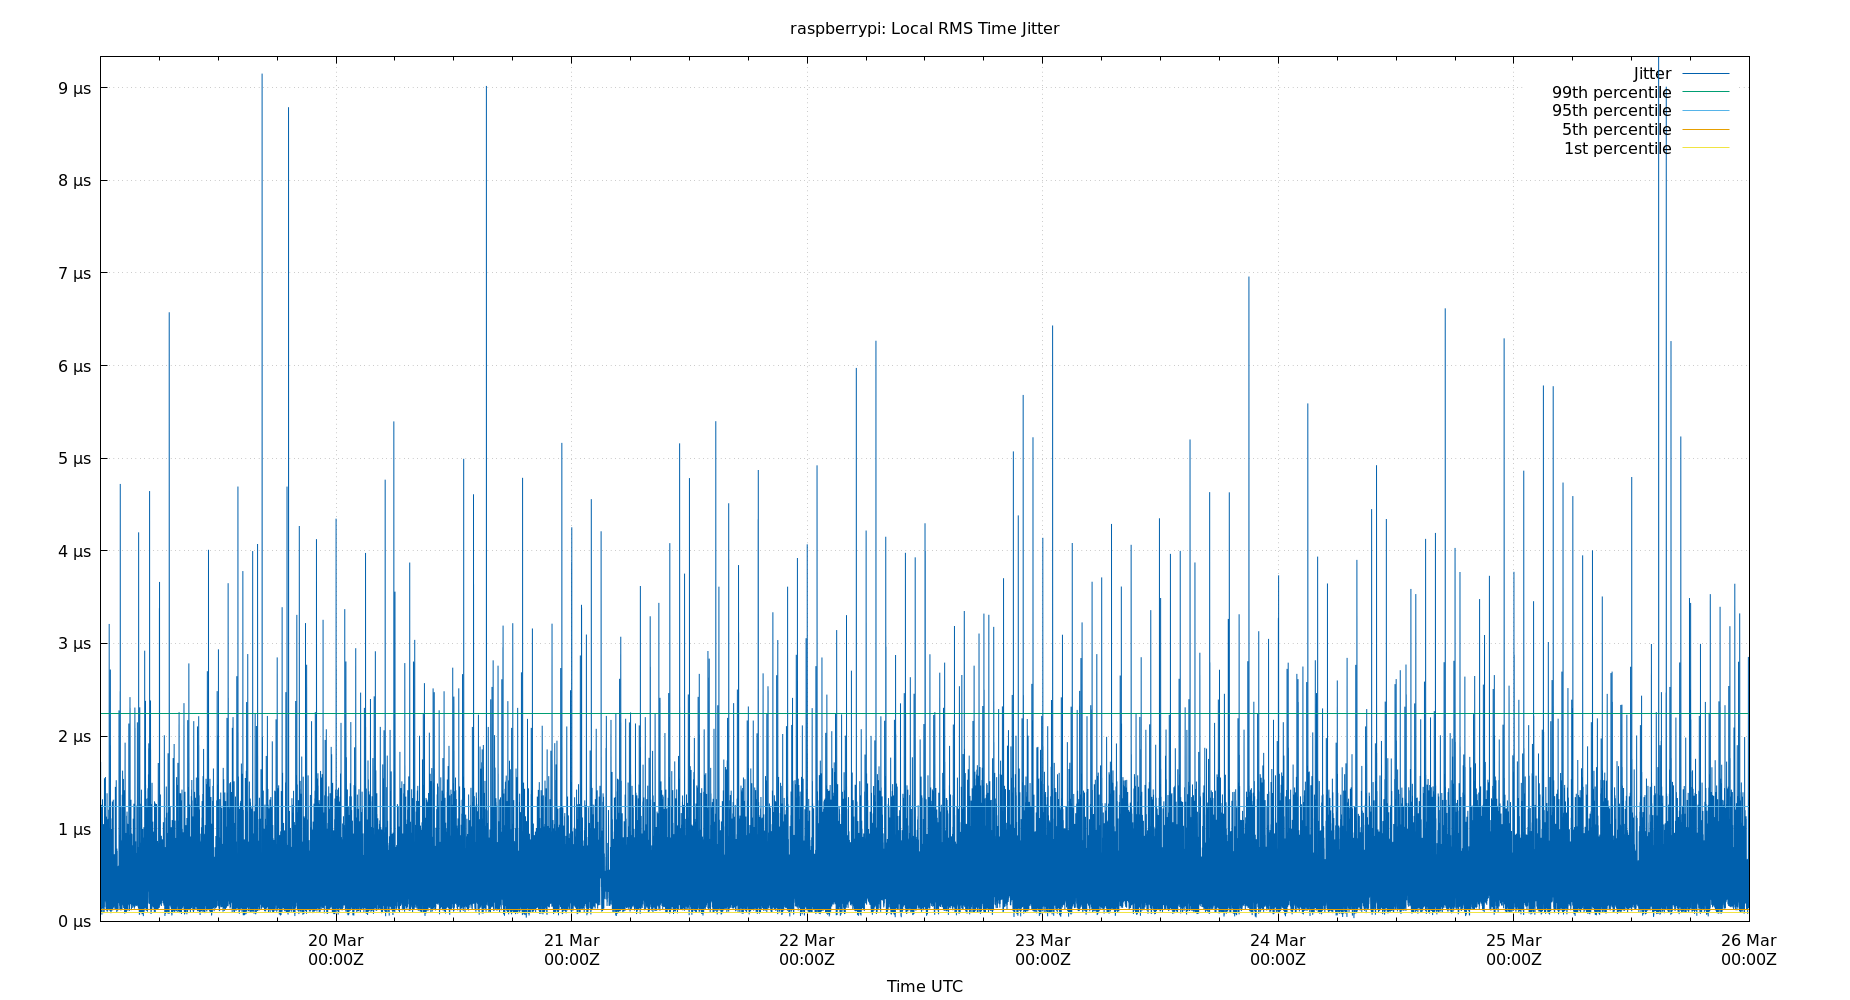 raspberrypi: Local RMS Time Jitter
Jitter
99th percentile
95th percentile
5th percentile
1st percentile
9 µs
8 µs
7 µs
6 µs
5 µs
4 µs
3 µs
2 µs
1 µs
0 µs
20 Mar 21 Mar 22 Mar 23 Mar 24 Mar 25 Mar 26 Mar
00:00Z 00:00Z 00:00Z 00:00Z 00:00Z 00:00Z 00:00Z
Time UTC